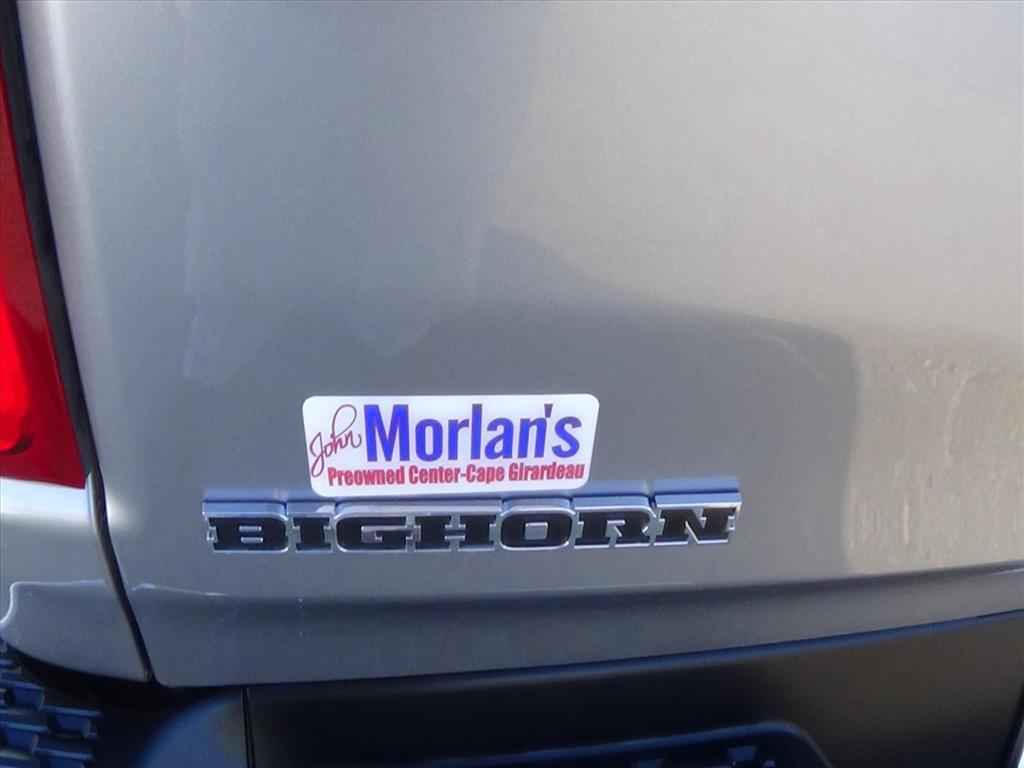 John Morlan's
Preowned Center-Cape Girardeau
BIGHORN